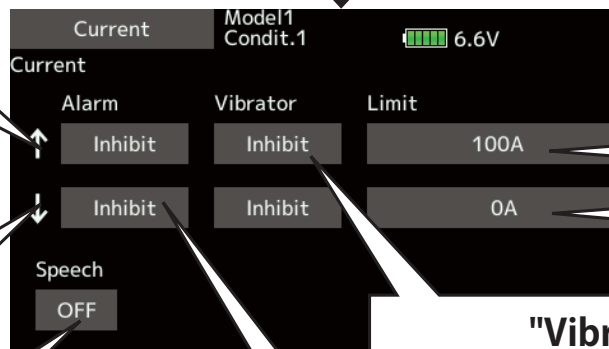 Current
Model1
Condit.1
6.6V
Current
Alarm Vibrator Limit
↑ Inhibit Inhibit 100A
↓ Inhibit Inhibit 0A
Speech
OFF
"Vibr